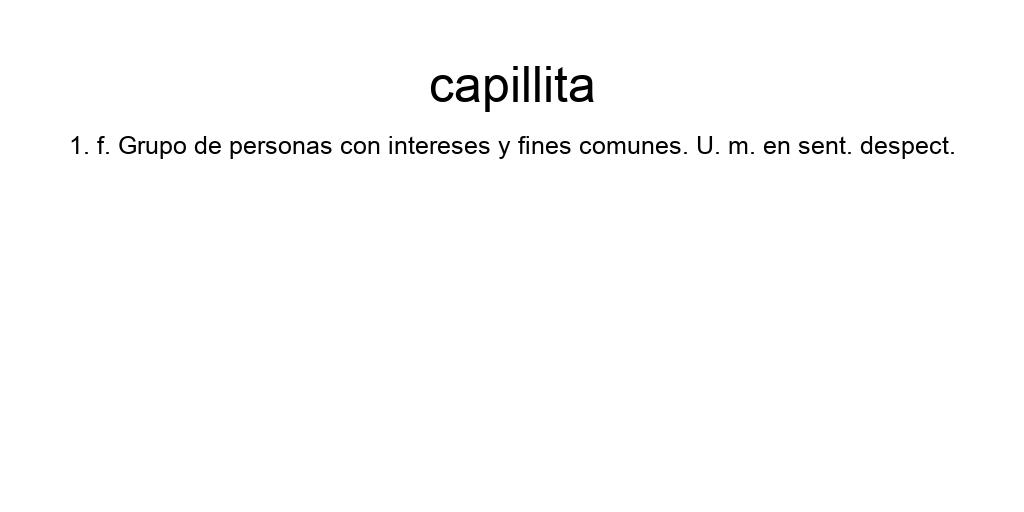 capillita
1. f. Grupo de personas con intereses y fines comunes. U. m. en sent. despect.